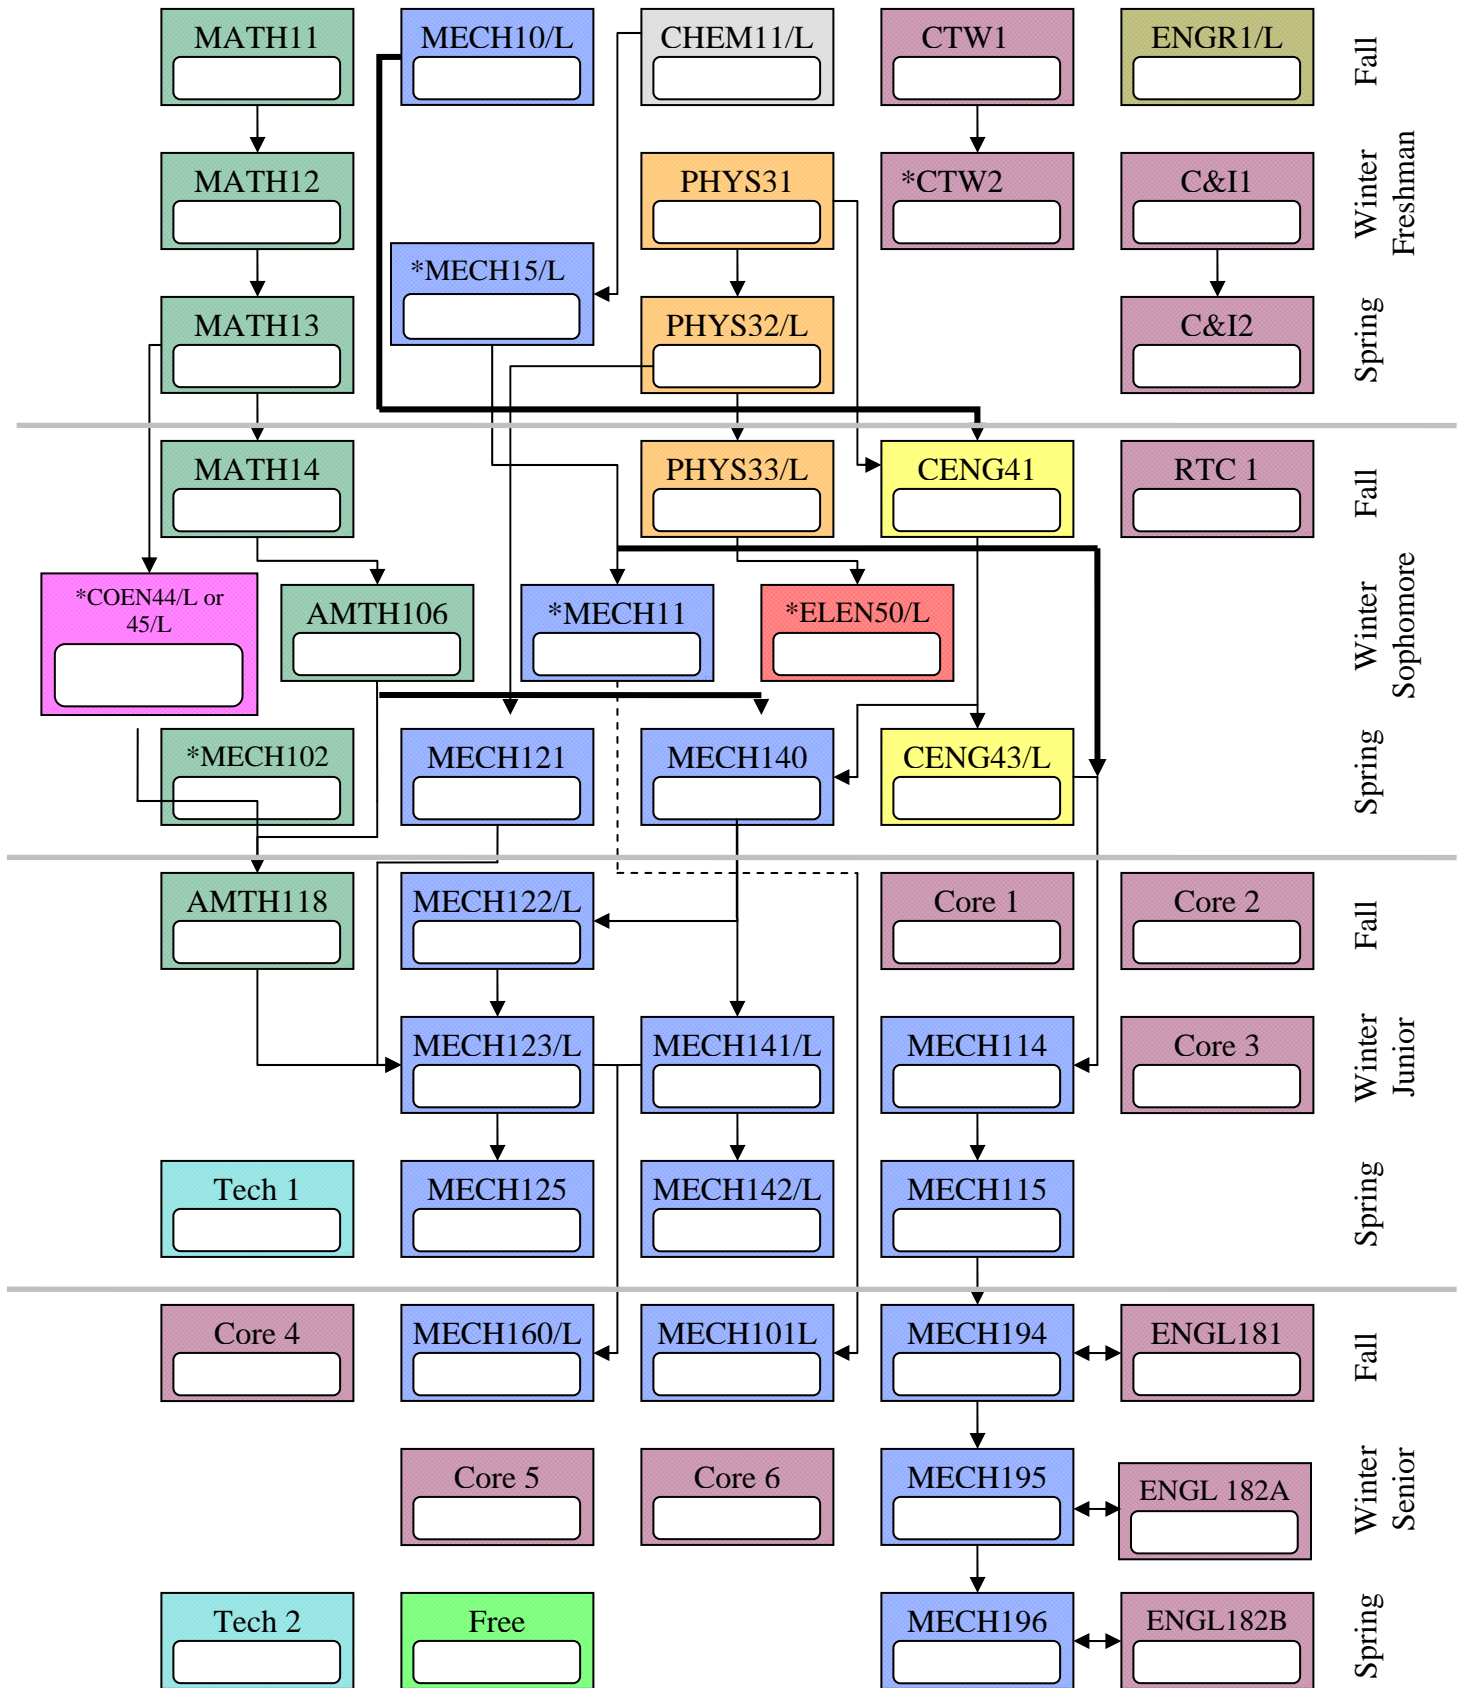 MATH11
MECH10/L
CHEM11/L
CTW1
ENGR1/L
Fall
MATH12
PHYS31
*CTW2
C&I1
Winter
Freshman
*MECH15/L
MATH13
PHYS32/L
C&I2
Spring
MATH14
PHYS33/L
CENG41
RTC 1
Fall
*COEN44/L or
45/L
AMTH106
*MECH11
*ELEN50/L
Winter
Sophomore
*MECH102
MECH121
MECH140
CENG43/L
Spring
AMTH118
MECH122/L
Core 1
Core 2
Fall
MECH123/L
MECH141/L
MECH114
Core 3
Winter
Junior
Tech 1
MECH125
MECH142/L
MECH115
Spring
Core 4
MECH160/L
MECH101L
MECH194
ENGL181
Fall
Core 5
Core 6
MECH195
ENGL 182A
Winter
Senior
Tech 2
Free
MECH196
ENGL182B
Spring